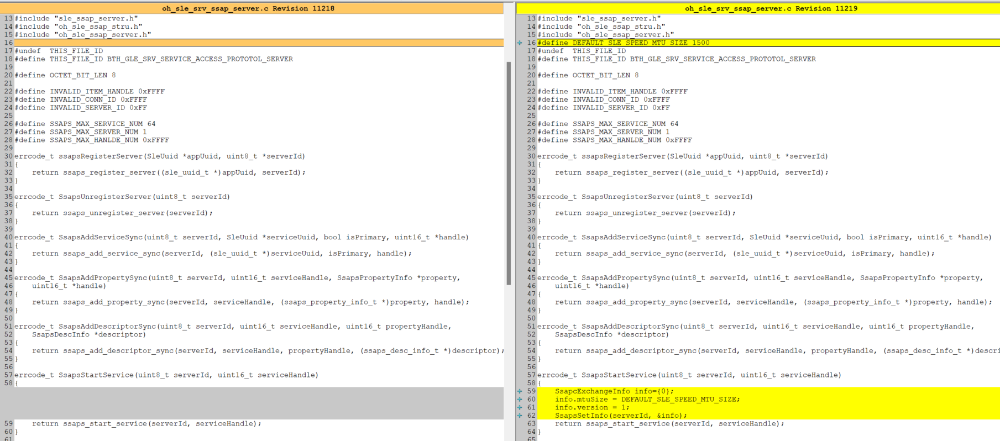 oh_sle_srv_ssap_server.c Revision 11218
13 #include "sle_ssap_server.h"
14 #include "oh_sle_ssap_stru.h"
15 #include "oh_sle_ssap_server.h"
16
17 #undef  THIS_FILE_ID
18 #define THIS_FILE_ID BTH_GLE_SRV_SERVICE_ACCESS_PROTOTOL_SERVER
19
20 #define OCTET_BIT_LEN 8
21
22 #define INVALID_ITEM_HANDLE 0xFFFF
23 #define INVALID_CONN_ID 0xFFFF
24 #define INVALID_SERVER_ID 0xFF
25
26 #define SSAPS_MAX_SERVICE_NUM 64
27 #define SSAPS_MAX_SERVER_NUM 1
28 #define SSAPS_MAX_HANLDE_NUM 0xFFFF
29
30 errcode_t ssapsRegisterServer(SleUuid *appUuid, uint8_t *serverId)
31 {
32     return ssaps_register_server((sle_uuid_t *)appUuid, serverId);
33 }
34
35 errcode_t SsapsUnregisterServer(uint8_t serverId)
36 {
37     return ssaps_unregister_server(serverId);
38 }
39
40 errcode_t SsapsAddServiceSync(uint8_t serverId, SleUuid *serviceUuid, bool isPrimary, uint16_t *handle)
41 {
42     return ssaps_add_service_sync(serverId, (sle_uuid_t *)serviceUuid, isPrimary, handle);
43 }
44
45 errcode_t SsapsAddPropertySync(uint8_t serverId, uint16_t serviceHandle, SsapsPropertyInfo *property,
46     uint16_t *handle)
47 {
48     return ssaps_add_property_sync(serverId, serviceHandle, (ssaps_property_info_t *)property, handle);
49 }
50
51 errcode_t SsapsAddDescriptorSync(uint8_t serverId, uint16_t serviceHandle, uint16_t propertyHandle,
52     SsapsDescInfo *descriptor)
53 {
54     return ssaps_add_descriptor_sync(serverId, serviceHandle, propertyHandle, (ssaps_desc_info_t *)descriptor);
55 }
56
57 errcode_t SsapsStartService(uint8_t serverId, uint16_t serviceHandle)
58 {
59     return ssaps_start_service(serverId, serviceHandle);
60 }
61
oh_sle_srv_ssap_server.c Revision 11219
13 #include "sle_ssap_server.h"
14 #include "oh_sle_ssap_stru.h"
15 #include "oh_sle_ssap_server.h"
16 #define DEFAULT_SLE_SPEED_MTU_SIZE 1500
17 #undef  THIS_FILE_ID
18 #define THIS_FILE_ID BTH_GLE_SRV_SERVICE_ACCESS_PROTOTOL_SERVER
19
20 #define OCTET_BIT_LEN 8
21
22 #define INVALID_ITEM_HANDLE 0xFFFF
23 #define INVALID_CONN_ID 0xFFFF
24 #define INVALID_SERVER_ID 0xFF
25
26 #define SSAPS_MAX_SERVICE_NUM 64
27 #define SSAPS_MAX_SERVER_NUM 1
28 #define SSAPS_MAX_HANLDE_NUM 0xFFFF
29
30 errcode_t ssapsRegisterServer(SleUuid *appUuid, uint8_t *serverId)
31 {
32     return ssaps_register_server((sle_uuid_t *)appUuid, serverId);
33 }
34
35 errcode_t SsapsUnregisterServer(uint8_t serverId)
36 {
37     return ssaps_unregister_server(serverId);
38 }
39
40 errcode_t SsapsAddServiceSync(uint8_t serverId, SleUuid *serviceUuid, bool isPrimary, uint16_t *handle)
41 {
42     return ssaps_add_service_sync(serverId, (sle_uuid_t *)serviceUuid, isPrimary, handle);
43 }
44
45 errcode_t SsapsAddPropertySync(uint8_t serverId, uint16_t serviceHandle, SsapsPropertyInfo *property,
46     uint16_t *handle)
47 {
48     return ssaps_add_property_sync(serverId, serviceHandle, (ssaps_property_info_t *)property, handle);
49 }
50
51 errcode_t SsapsAddDescriptorSync(uint8_t serverId, uint16_t serviceHandle, uint16_t propertyHandle,
52     SsapsDescInfo *descriptor)
53 {
54     return ssaps_add_descriptor_sync(serverId, serviceHandle, propertyHandle, (ssaps_desc_info_t *)descri
55 }
56
57 errcode_t SsapsStartService(uint8_t serverId, uint16_t serviceHandle)
58 {
59     SsapcExchangeInfo info={0};
60     info.mtuSize = DEFAULT_SLE_SPEED_MTU_SIZE;
61     info.version = 1;
62     SsapsSetInfo(serverId, &info);
63     return ssaps_start_service(serverId, serviceHandle);
64 }
65